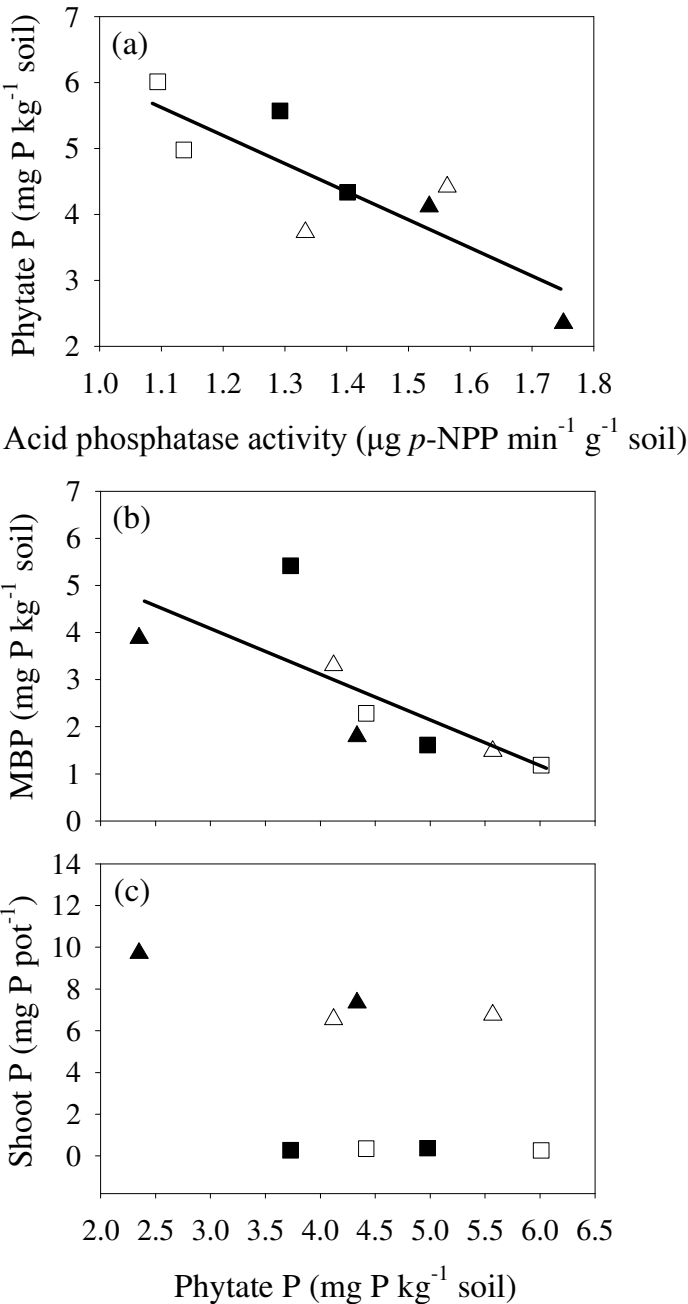 (a)
Phytate P (mg P kg⁻¹ soil)
7
6
5
4
3
2
1.0 1.1 1.2 1.3 1.4 1.5 1.6 1.7 1.8
Acid phosphatase activity (µg p-NPP min⁻¹ g⁻¹ soil)
(b)
MBP (mg P kg⁻¹ soil)
7
6
5
4
3
2
1
0
(c)
Shoot P (mg P pot⁻¹)
14
12
10
8
6
4
2
0
2.0 2.5 3.0 3.5 4.0 4.5 5.0 5.5 6.0 6.5
Phytate P (mg P kg⁻¹ soil)